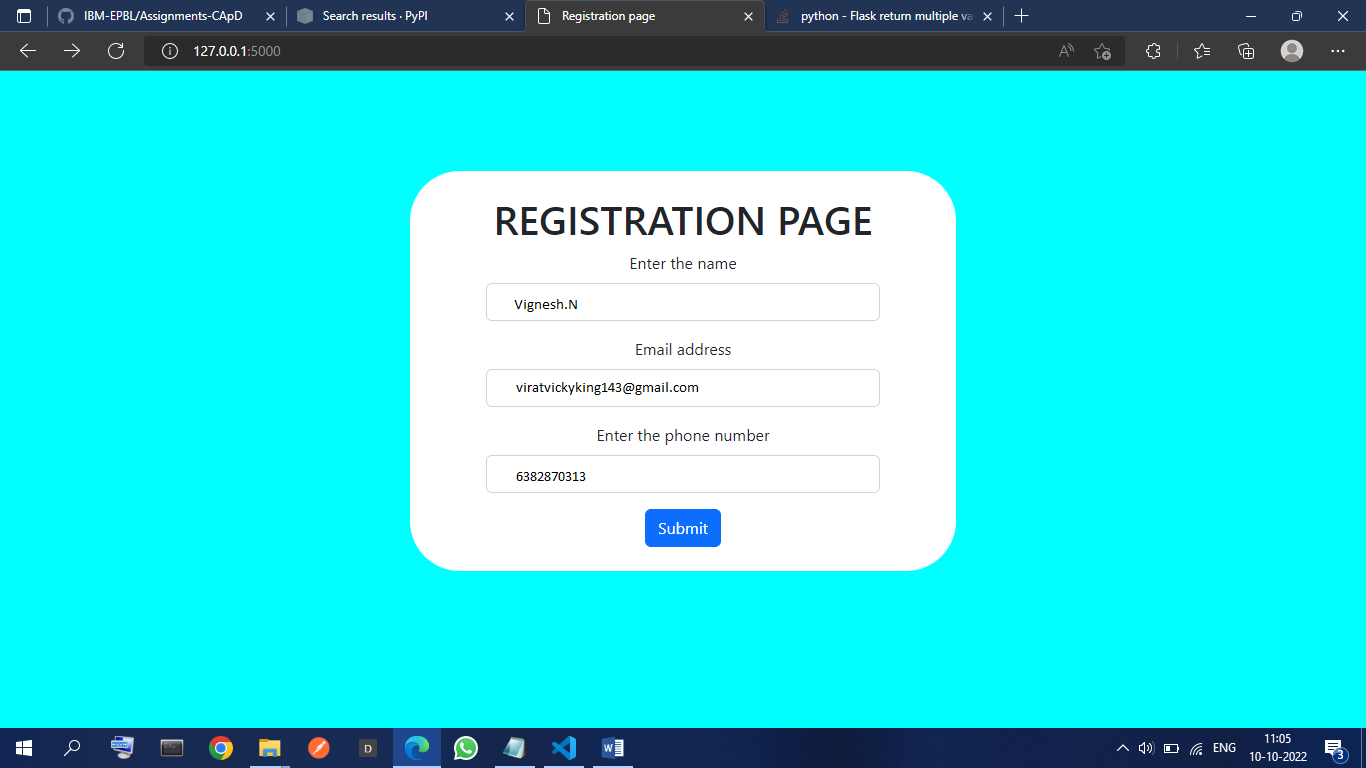 IBM-EPBL/Assignments-CApD
Search results · PyPI
Registration page
python - Flask return multiple va
127.0.0.1:5000
REGISTRATION PAGE
Enter the name
Vignesh.N
Email address
viratvickyking143@gmail.com
Enter the phone number
6382870313
Submit
D
ENG
11:05
10-10-2022
3